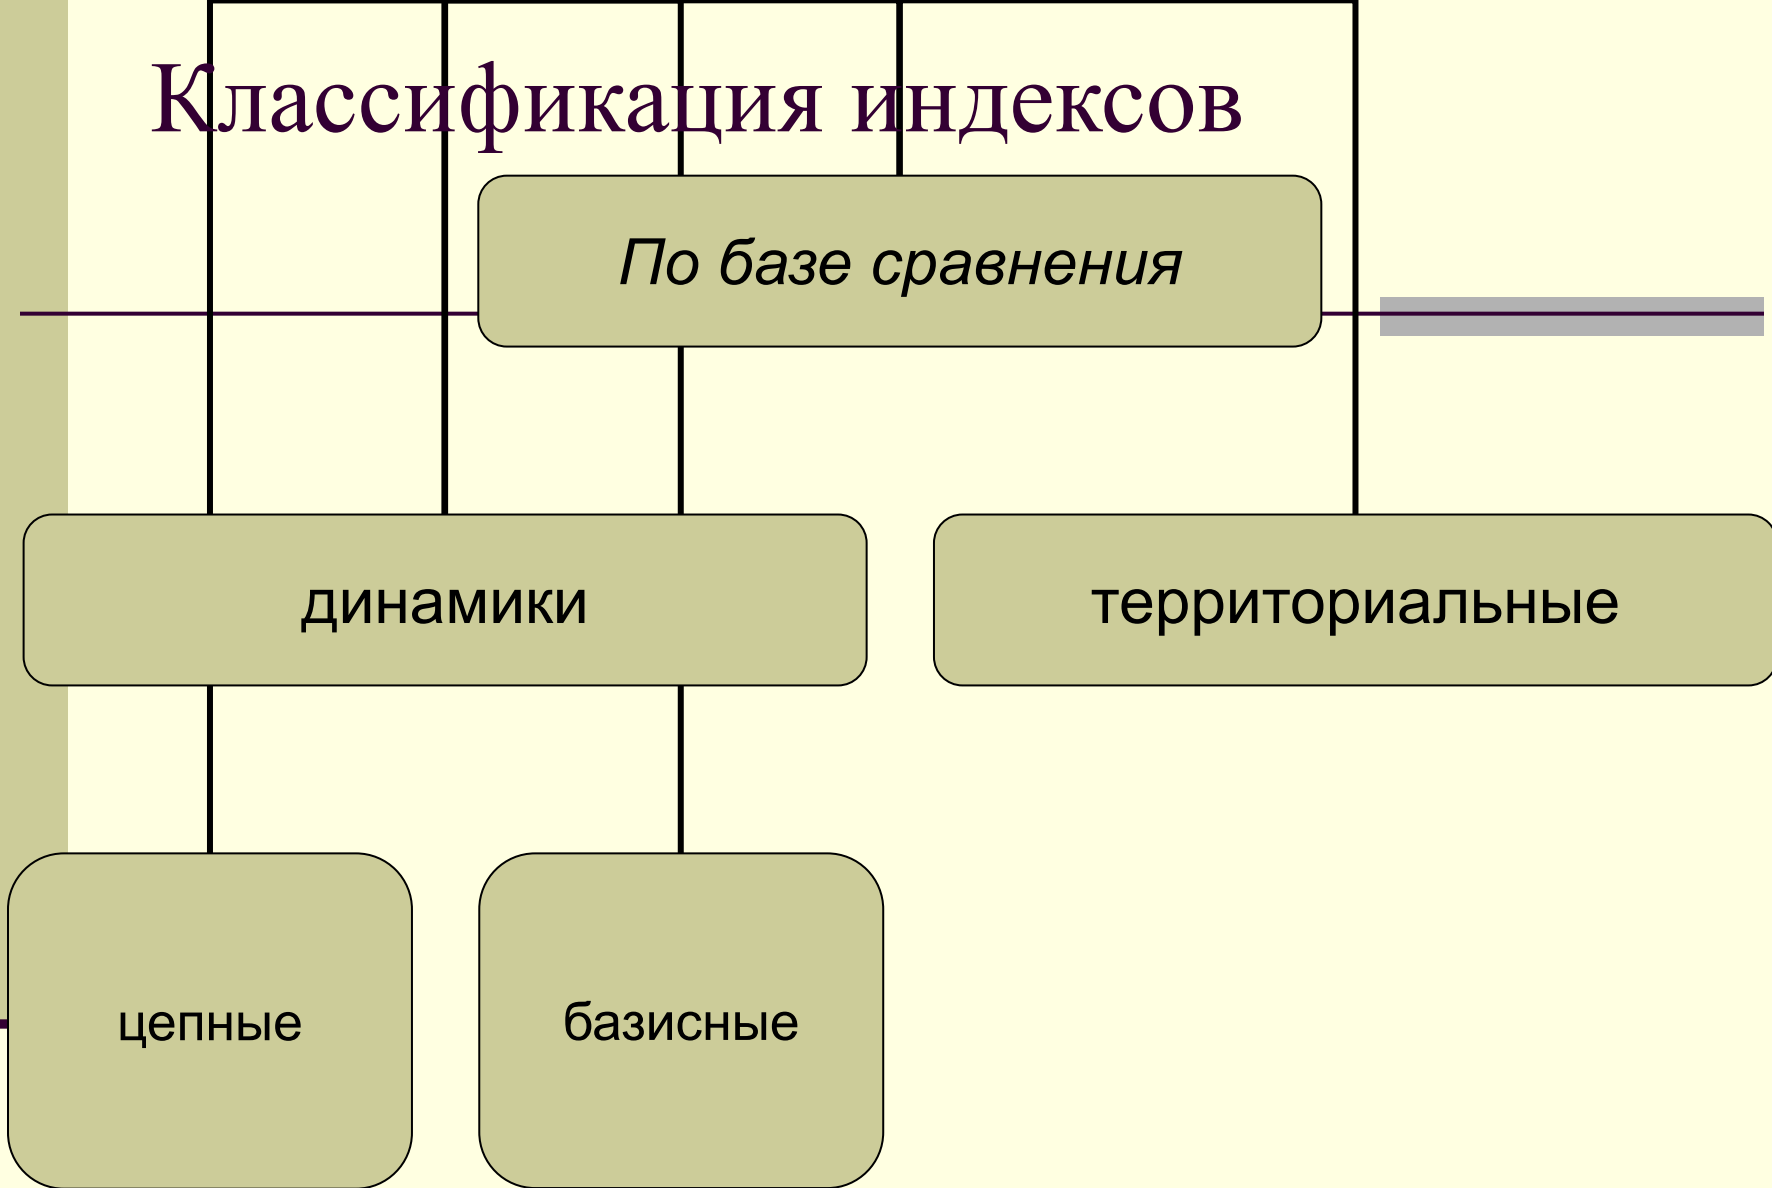 Классификация индексов
По базе сравнения
динамики
территориальные
цепные
базисные